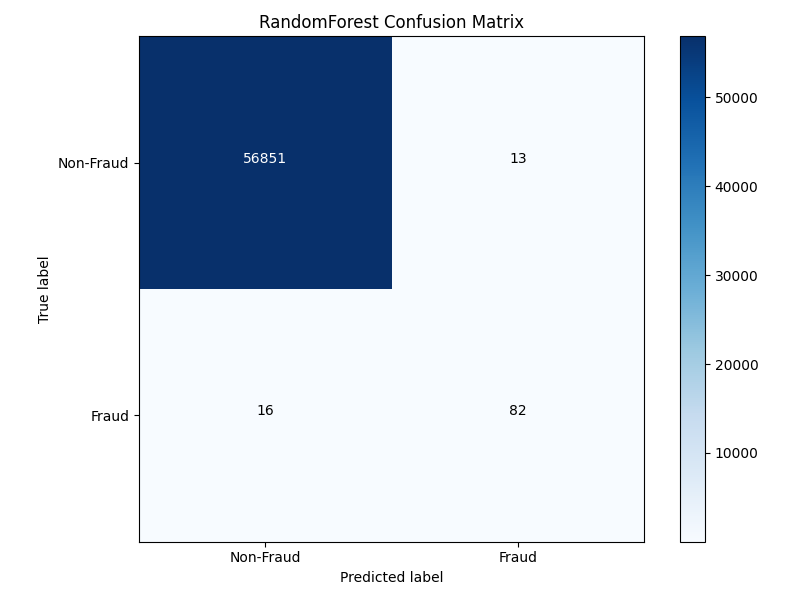 RandomForest Confusion Matrix
True label
Non-Fraud
Fraud
56851
13
16
82
Non-Fraud
Fraud
Predicted label
50000
40000
30000
20000
10000